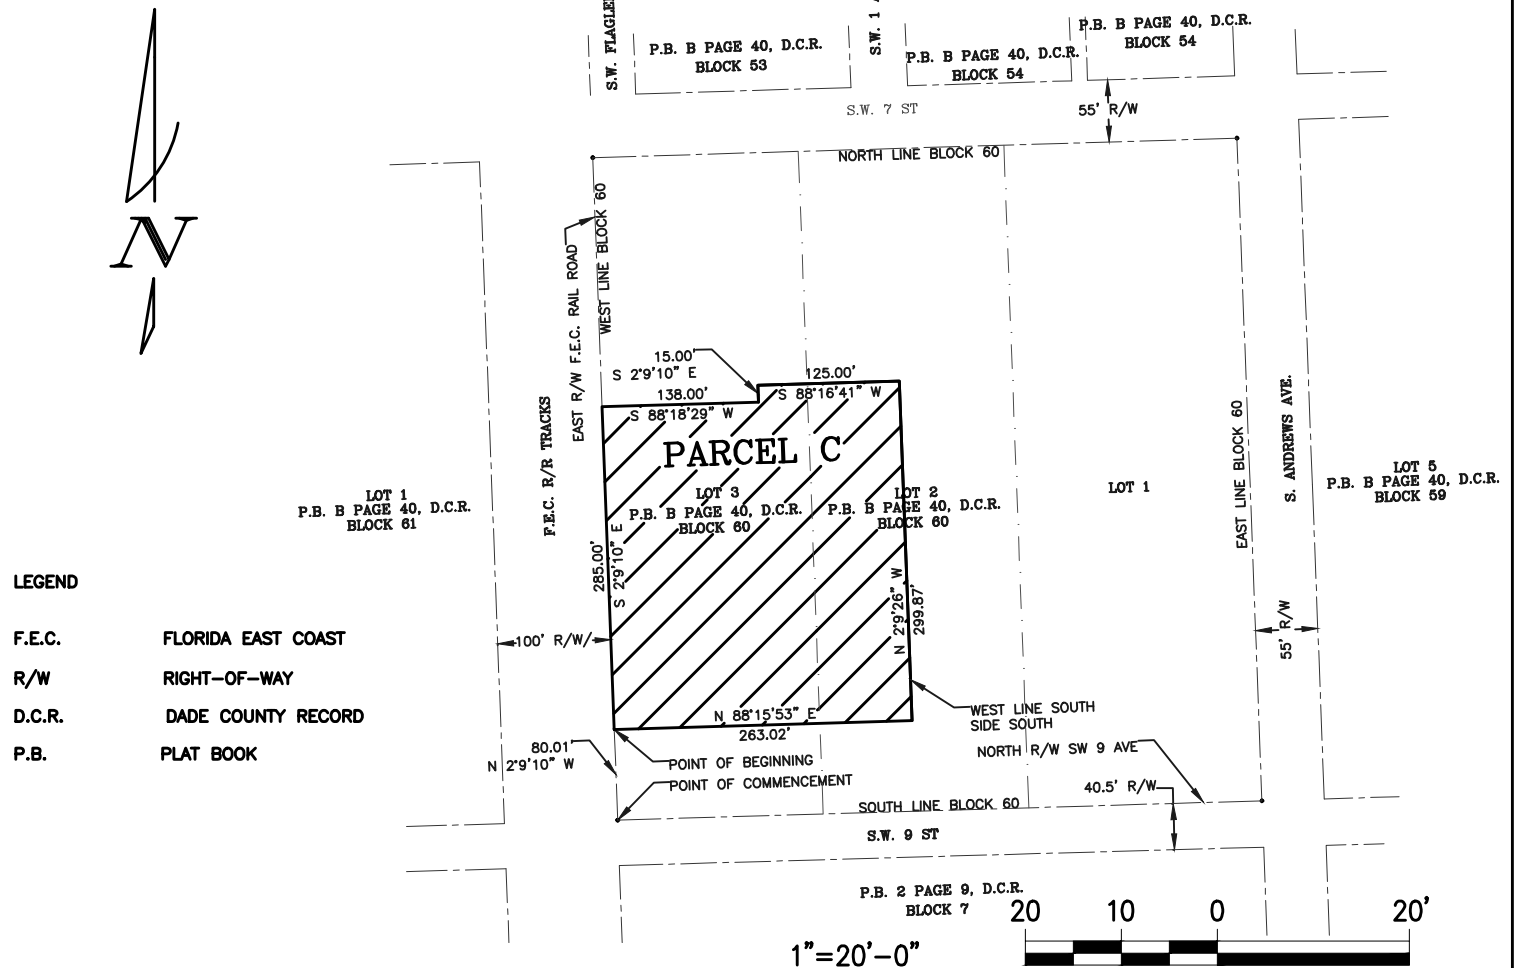 S.W. FLAGLE
S.W. 1
P.B. B PAGE 40, D.C.R.
BLOCK 53
P.B. B PAGE 40, D.C.R.
BLOCK 54
P.B. B PAGE 40, D.C.R.
BLOCK 54
S.W. 7 ST
55' R/W
NORTH LINE BLOCK 60
N
WEST LINE BLOCK 60
EAST R/W F.E.C. RAIL ROAD
15.00'
S 2°9'10" E
138.00'
S 88°18'29" W
125.00'
S 88°16'41" W
PARCEL C
F.E.C. R/R TRACKS
LOT 1
P.B. B PAGE 40, D.C.R.
BLOCK 61
LOT 3
P.B. B PAGE 40, D.C.R.
BLOCK 60
LOT 2
P.B. B PAGE 40, D.C.R.
BLOCK 60
LOT 1
EAST LINE BLOCK 60
S. ANDREWS AVE.
LOT 5
P.B. B PAGE 40, D.C.R.
BLOCK 59
285.00'
S 2°9'10" E
N 2°9'26" W
299.87'
55' R/W
100' R/W
LEGEND
F.E.C. FLORIDA EAST COAST
R/W RIGHT-OF-WAY
D.C.R. DADE COUNTY RECORD
P.B. PLAT BOOK
N 88°15'53" E
263.02'
WEST LINE SOUTH
SIDE SOUTH
NORTH R/W SW 9 AVE
80.01'
N 2°9'10" W
POINT OF BEGINNING
POINT OF COMMENCEMENT
40.5' R/W
SOUTH LINE BLOCK 60
S.W. 9 ST
P.B. 2 PAGE 9, D.C.R.
BLOCK 7
20 10 0 20'
1"=20'-0"